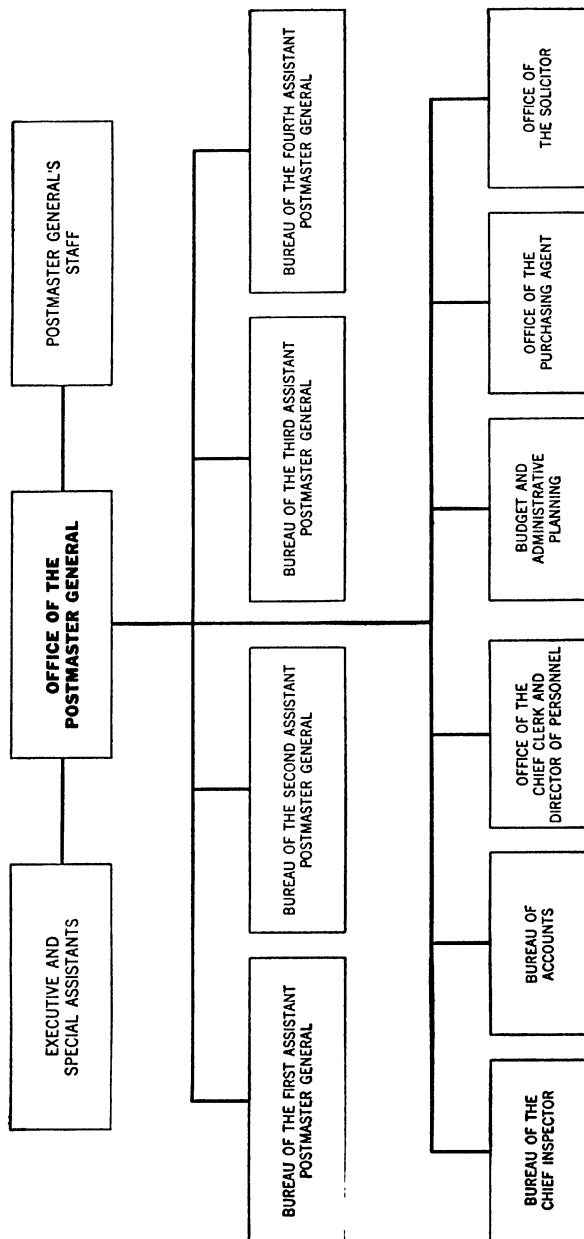 EXECUTIVE AND
SPECIAL ASSISTANTS
OFFICE OF THE
POSTMASTER GENERAL
POSTMASTER GENERAL'S
STAFF
BUREAU OF THE FIRST ASSISTANT
POSTMASTER GENERAL
BUREAU OF THE SECOND ASSISTANT
POSTMASTER GENERAL
BUREAU OF THE THIRD ASSISTANT
POSTMASTER GENERAL
BUREAU OF THE FOURTH ASSISTANT
POSTMASTER GENERAL
BUREAU OF THE
CHIEF INSPECTOR
BUREAU OF
ACCOUNTS
OFFICE OF THE
CHIEF CLERK AND
DIRECTOR OF PERSONNEL
BUDGET AND
ADMINISTRATIVE
PLANNING
OFFICE OF THE
PURCHASING AGENT
OFFICE OF
THE SOLICITOR